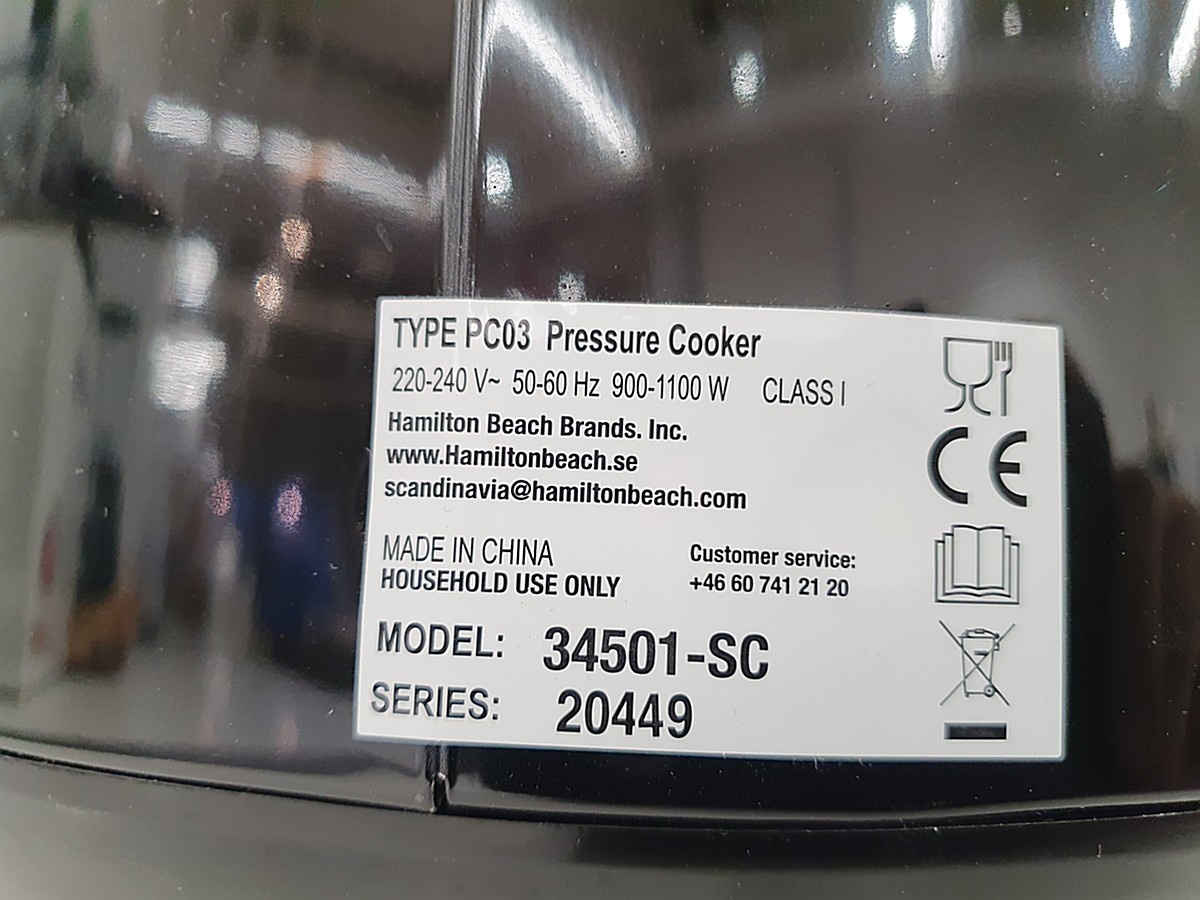 TYPE PC03 Pressure Cooker
220-240 V~ 50-60 Hz 900-1100 W CLASS I
Hamilton Beach Brands. Inc.
www.Hamiltonbeach.se
scandinavia@hamiltonbeach.com
MADE IN CHINA
HOUSEHOLD USE ONLY
Customer service:
+46 60 741 21 20
MODEL: 34501-SC
SERIES: 20449
CE